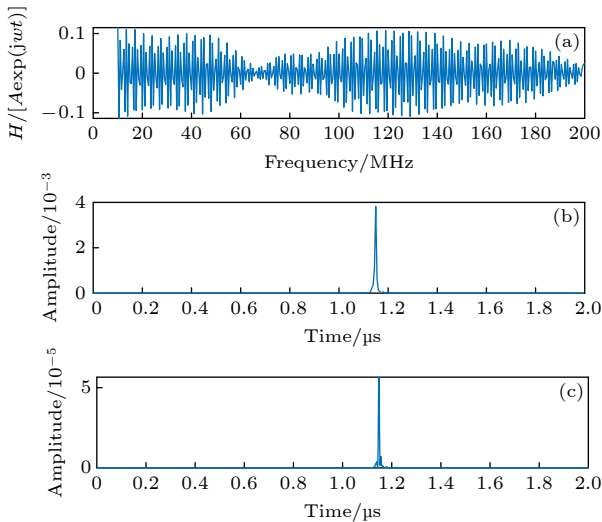 H/[Aexp(jwt)]
(a)
0.1
0
−0.1
0 20 40 60 80 100 120 140 160 180 200
Frequency/MHz
Amplitude/10⁻³
(b)
4
2
0
0 0.2 0.4 0.6 0.8 1.0 1.2 1.4 1.6 1.8 2.0
Time/µs
Amplitude/10⁻⁵
(c)
5
0
0 0.2 0.4 0.6 0.8 1.0 1.2 1.4 1.6 1.8 2.0
Time/µs